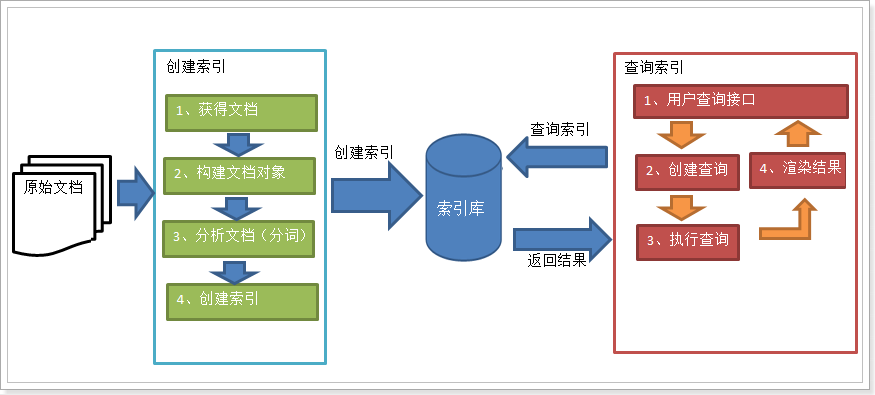 原始文档
创建索引
1、获得文档
2、构建文档对象
3、分析文档（分词）
4、创建索引
创建索引
索引库
查询索引
返回结果
查询索引
1、用户查询接口
2、创建查询
3、执行查询
4、渲染结果